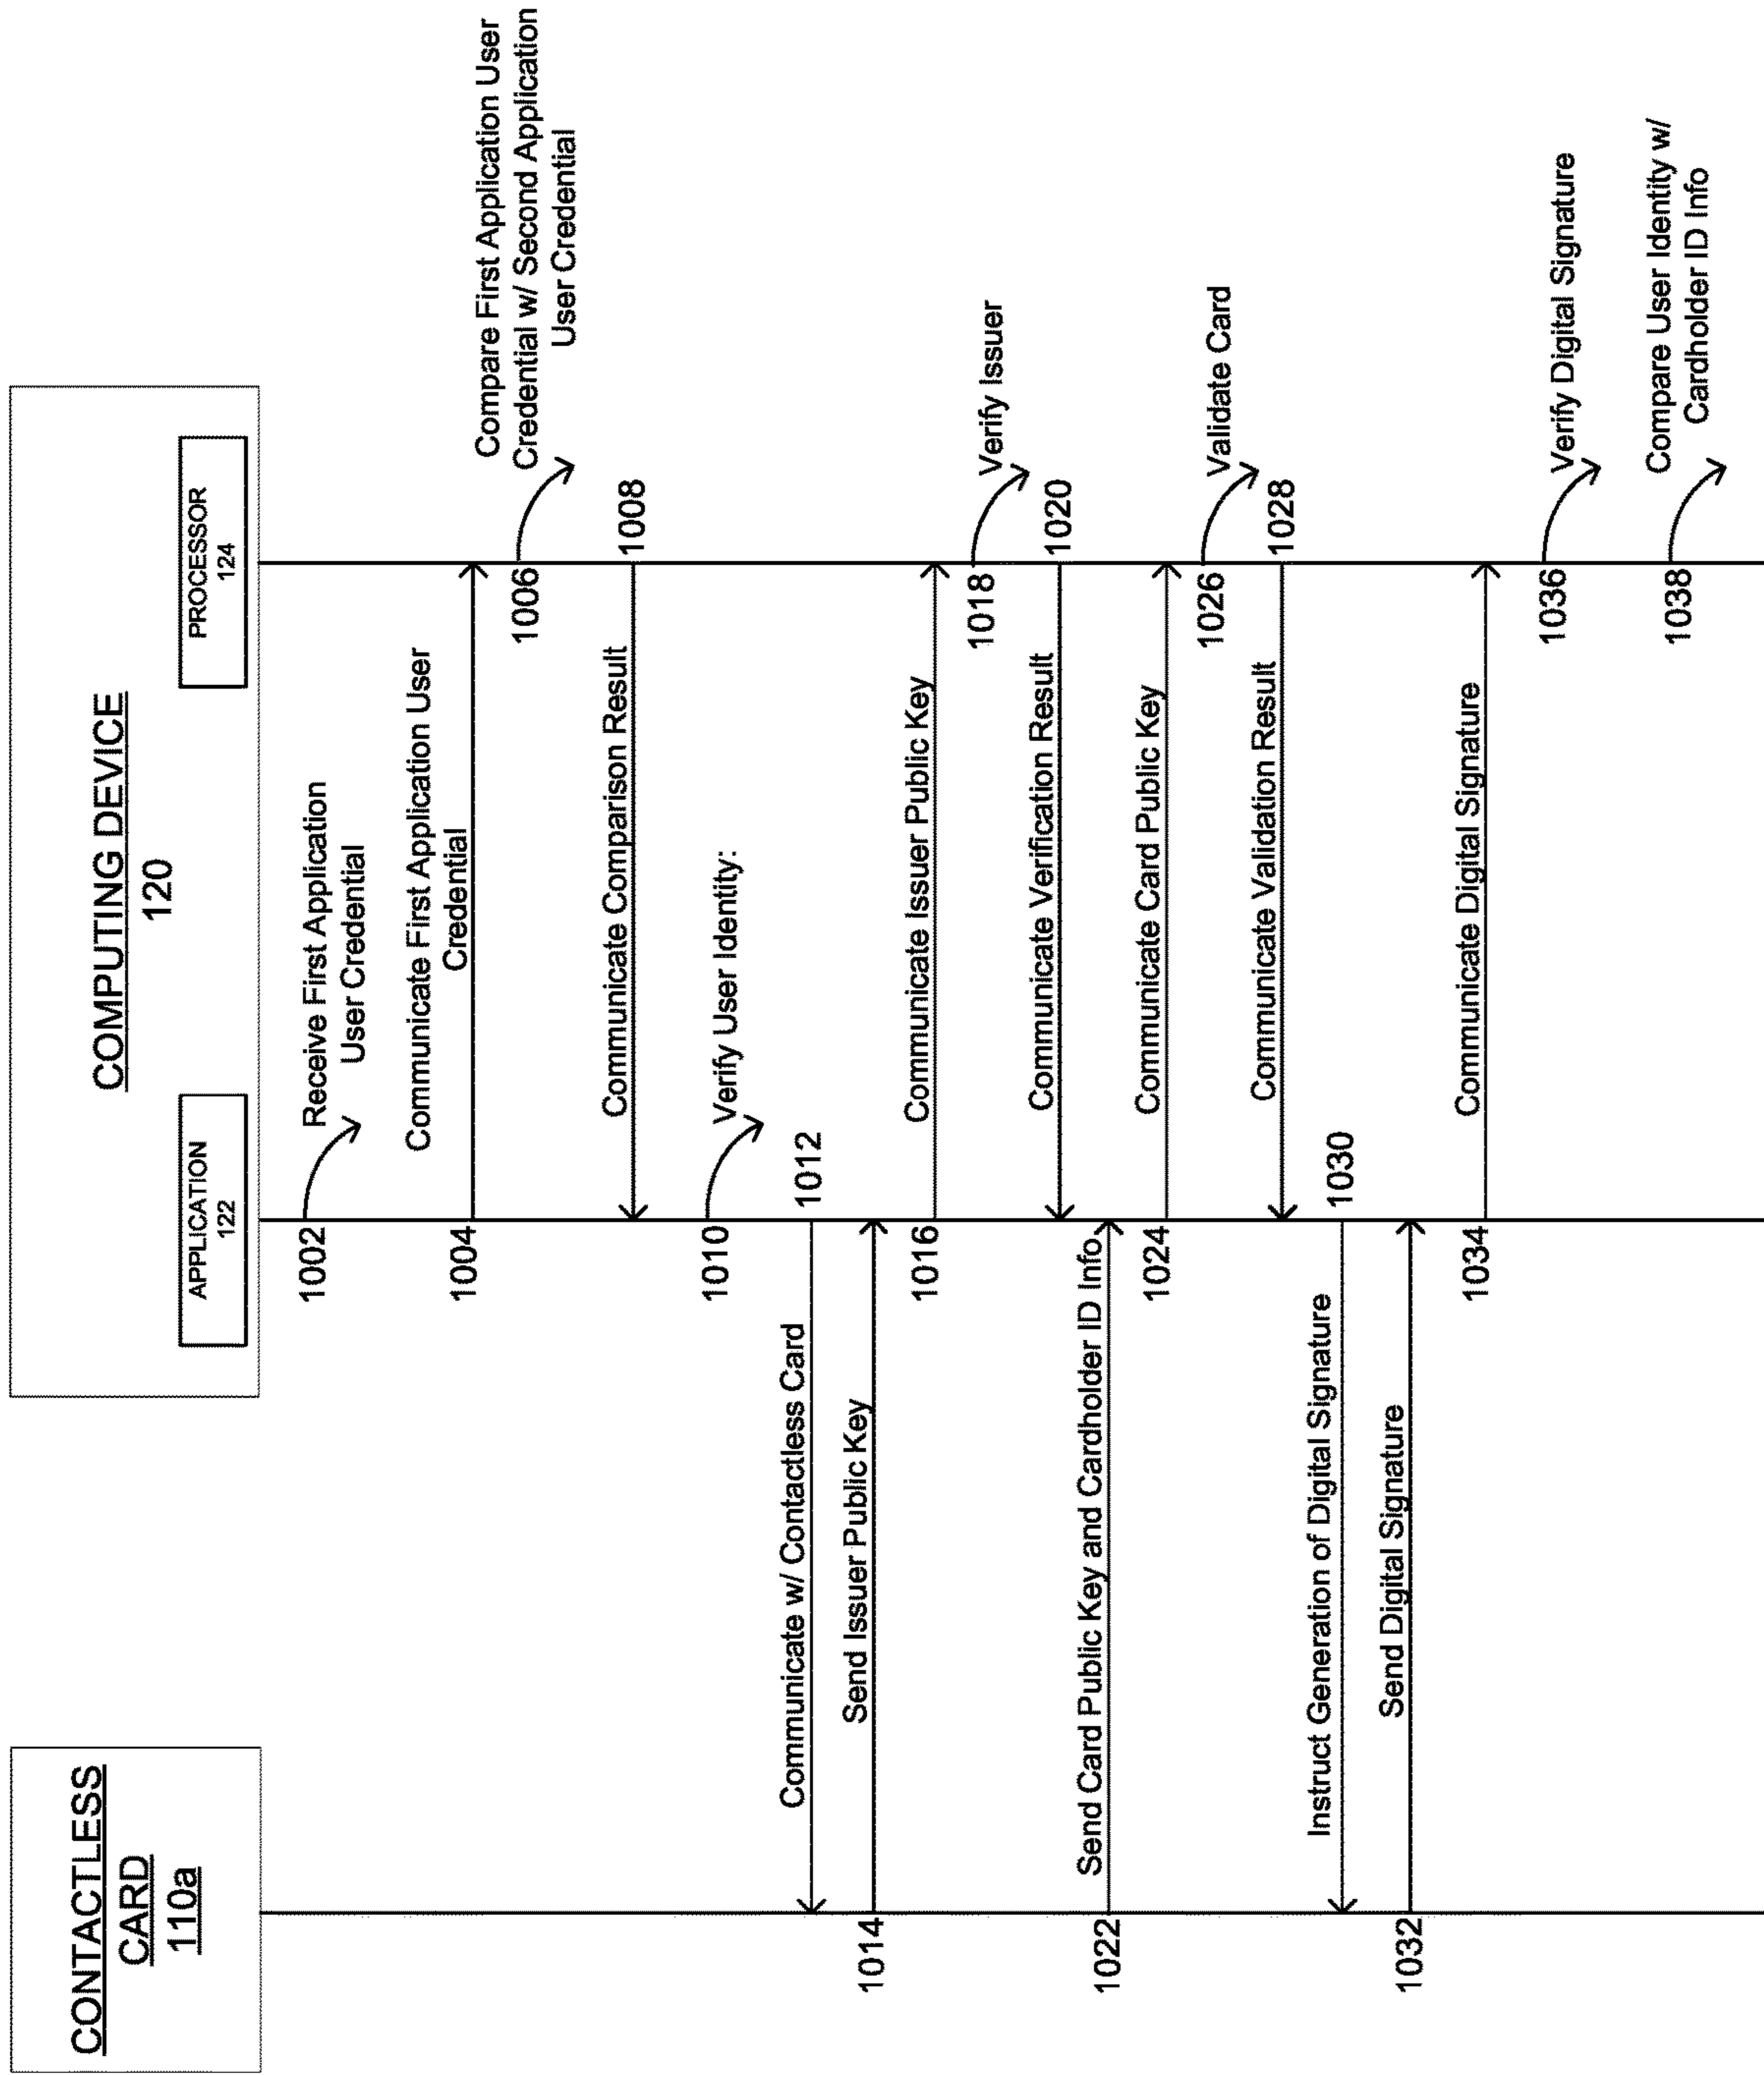 CONTACTLESS
CARD
110a
COMPUTING DEVICE
120
APPLICATION
122
PROCESSOR
124
1002
Receive First Application
User Credential
Communicate First Application User
Credential
1004
1006
Compare First Application User
Credential w/ Second Application
User Credential
Communicate Comparison Result
1008
1010
Verify User Identity:
Communicate w/ Contactless Card
1012
1014
Send Issuer Public Key
1016
Communicate Issuer Public Key
1018
Verify Issuer
Communicate Verification Result
1020
1022
Send Card Public Key and Cardholder ID Info
1024
Communicate Card Public Key
1026
Validate Card
Communicate Validation Result
1028
Instruct Generation of Digital Signature
1030
1032
Send Digital Signature
1034
Communicate Digital Signature
1036
Verify Digital Signature
1038
Compare User Identity w/
Cardholder ID Info